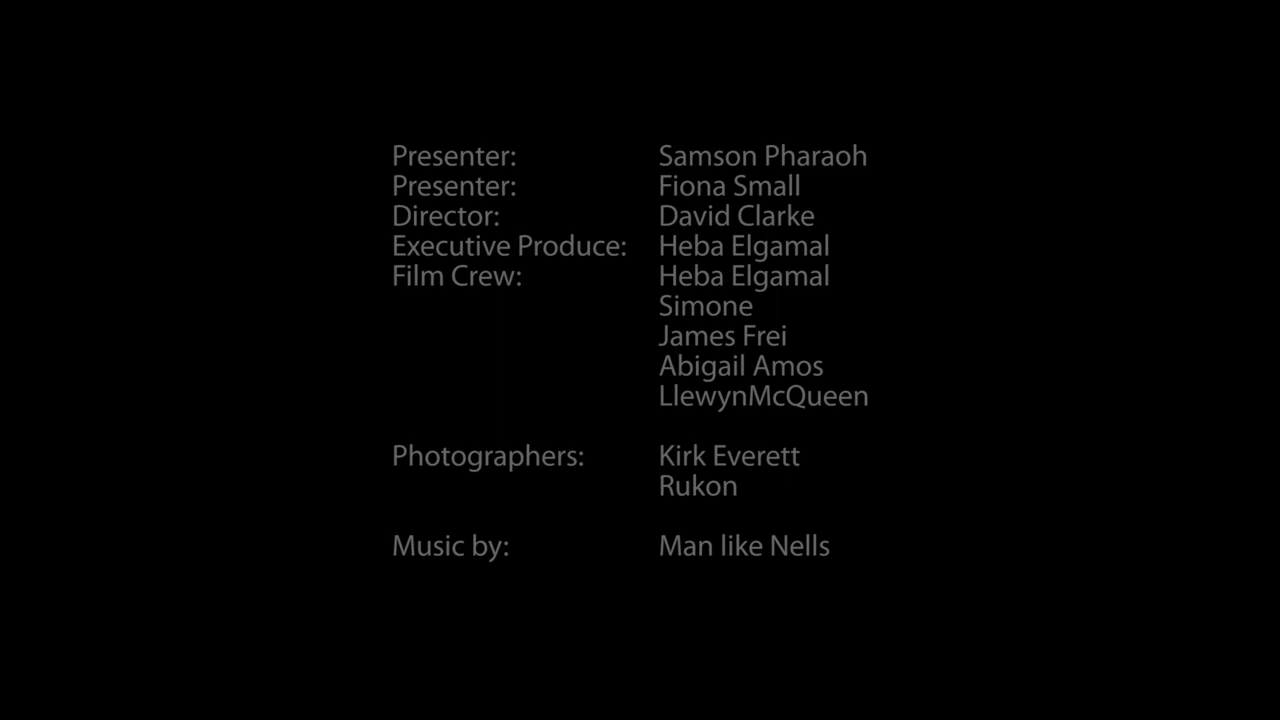 Presenter: Samson Pharaoh
Presenter: Fiona Small
Director: David Clarke
Executive Produce: Heba Elgamal
Film Crew: Heba Elgamal
Simone
James Frei
Abigail Amos
LlewynMcQueen
Photographers: Kirk Everett
Rukon
Music by: Man like Nells